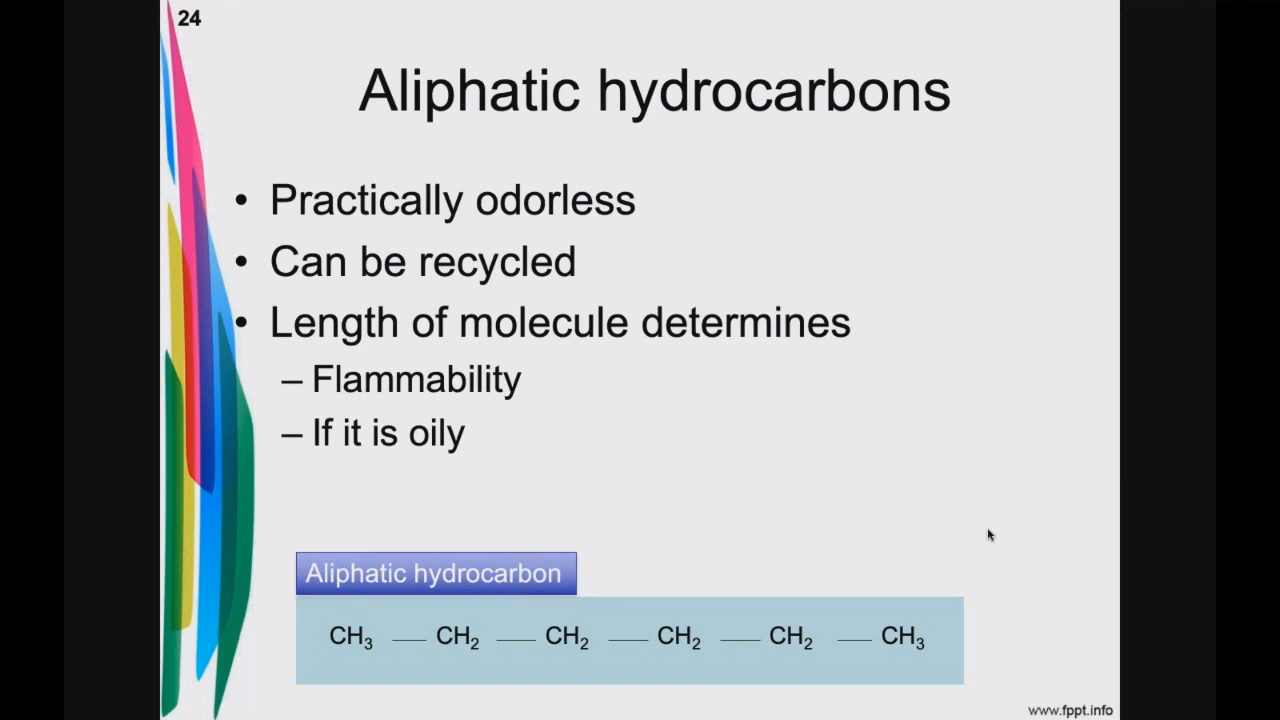 24
Aliphatic hydrocarbons
• Practically odorless
• Can be recycled
• Length of molecule determines
– Flammability
– If it is oily
Aliphatic hydrocarbon
CH₃ — CH₂ — CH₂ — CH₂ — CH₂ — CH₃
www.fppt.info